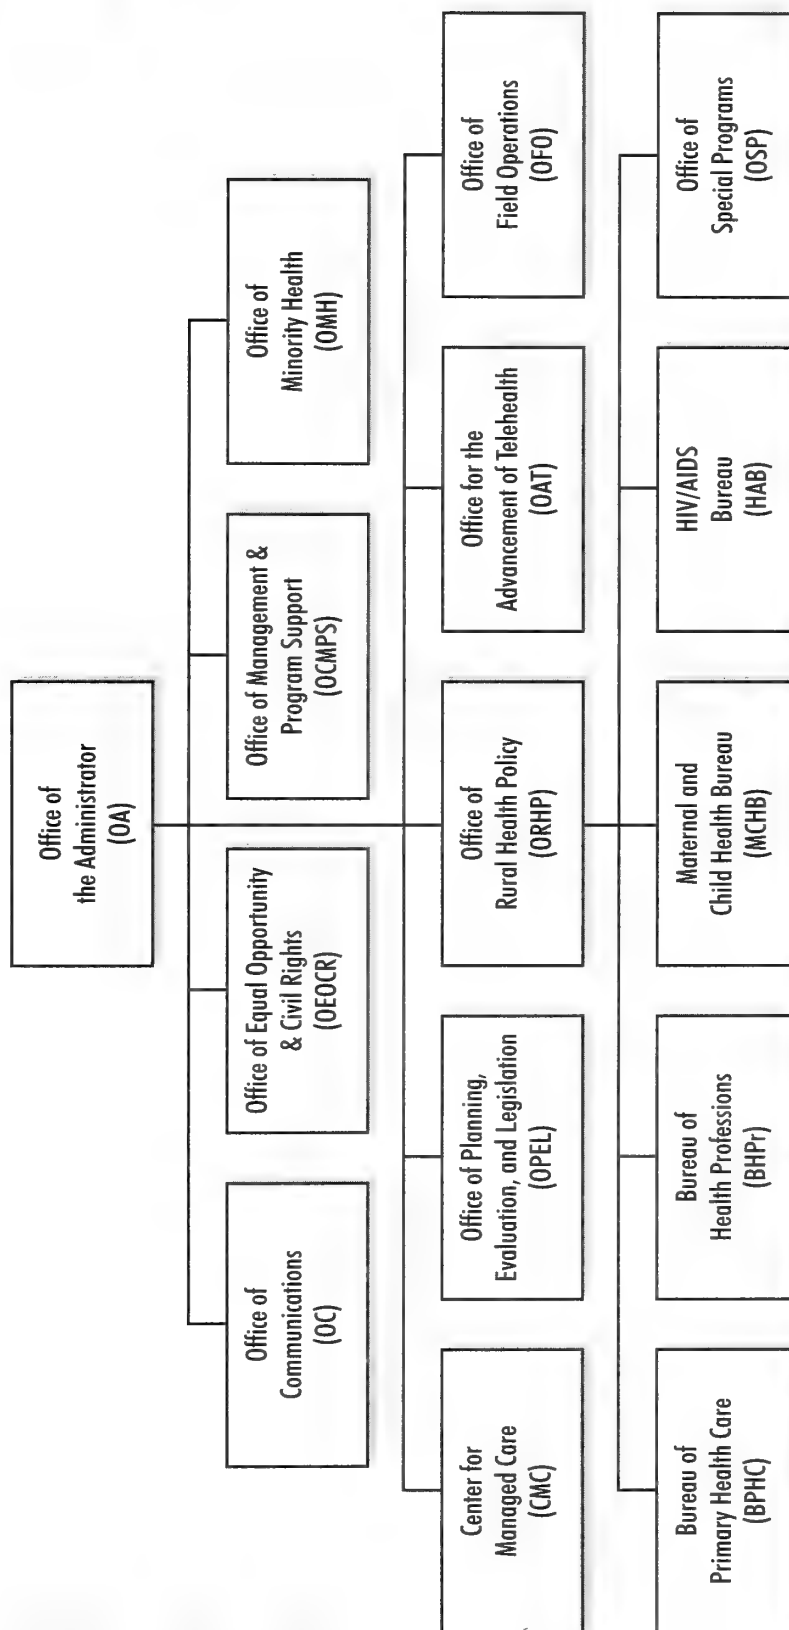 Office of
the Administrator
(OA)
Office of
Communications
(OC)
Office of Equal Opportunity
& Civil Rights
(OEOCR)
Office of Management &
Program Support
(OCMPS)
Office of
Minority Health
(OMH)
Center for
Managed Care
(CMC)
Office of Planning,
Evaluation, and Legislation
(OPEL)
Office of
Rural Health Policy
(ORHP)
Office for the
Advancement of Telehealth
(OAT)
Office of
Field Operations
(OFO)
Bureau of
Primary Health Care
(BPHC)
Bureau of
Health Professions
(BHPr)
Maternal and
Child Health Bureau
(MCHB)
HIV/AIDS
Bureau
(HAB)
Office of
Special Programs
(OSP)